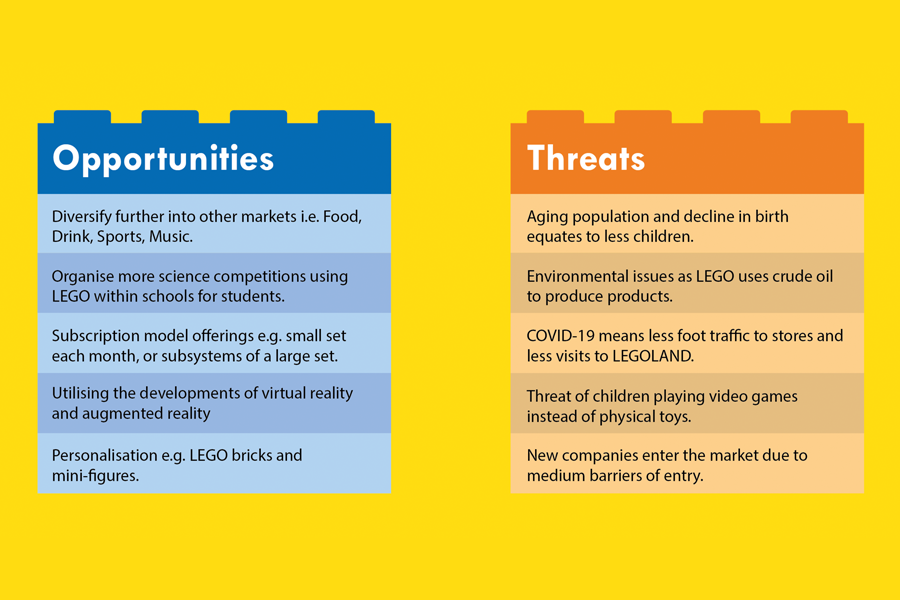 Opportunities
Diversify further into other markets i.e. Food,
Drink, Sports, Music.
Organise more science competitions using
LEGO within schools for students.
Subscription model offerings e.g. small set
each month, or subsystems of a large set.
Utilising the developments of virtual reality
and augmented reality
Personalisation e.g. LEGO bricks and
mini-figures.
Threats
Aging population and decline in birth
equates to less children.
Environmental issues as LEGO uses crude oil
to produce products.
COVID-19 means less foot traffic to stores and
less visits to LEGOLAND.
Threat of children playing video games
instead of physical toys.
New companies enter the market due to
medium barriers of entry.